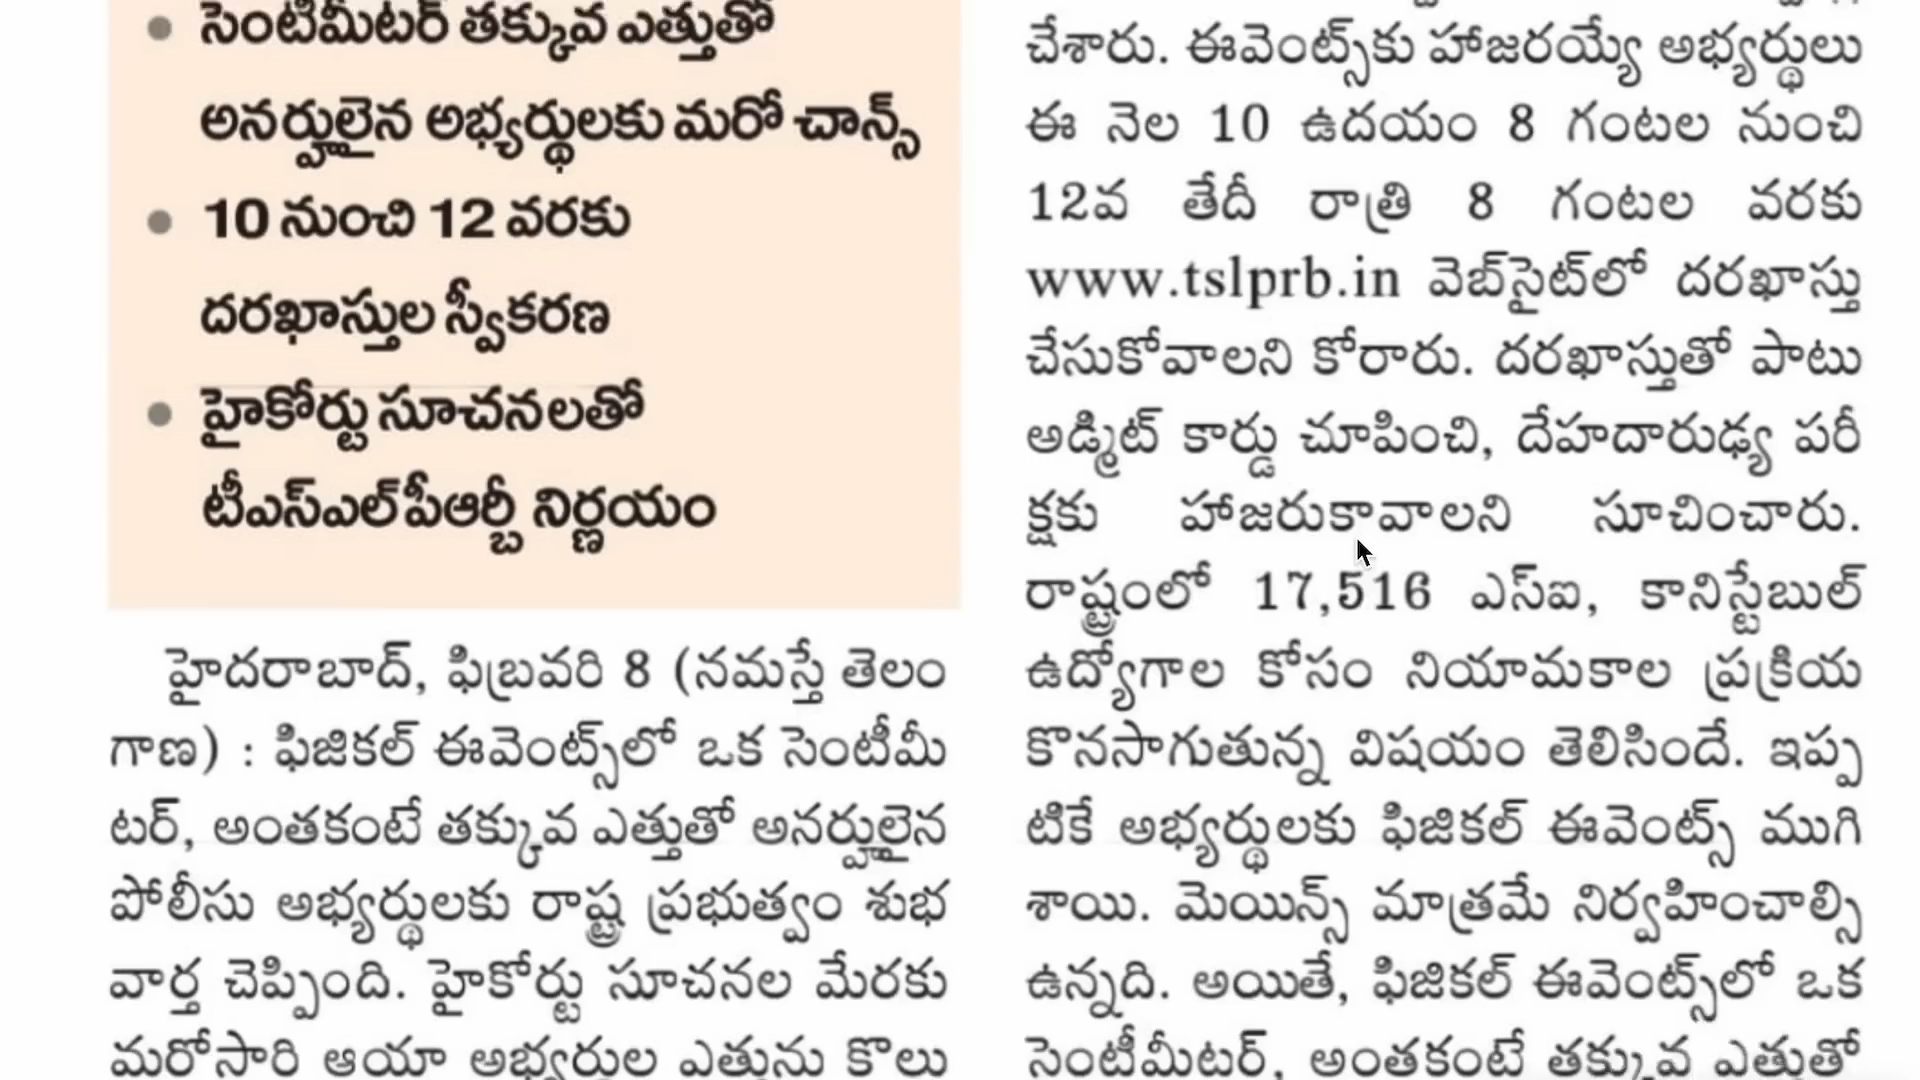 సెంటీమీటర్ తక్కువ ఎత్తుతో
అనర్హులైన అభ్యర్థులకు మరో చాన్స్
10 నుంచి 12 వరకు
దరఖాస్తుల స్వీకరణ
హైకోర్టు సూచనలతో
టీఎస్ఎల్‌పీఆర్బీ నిర్ణయం
హైదరాబాద్, ఫిబ్రవరి 8 (నమస్తే తెలం
గాణ) : ఫిజికల్ ఈవెంట్స్‌లో ఒక సెంటీమీ
టర్, అంతకంటే తక్కువ ఎత్తుతో అనర్హులైన
పోలీసు అభ్యర్థులకు రాష్ట్ర ప్రభుత్వం శుభ
వార్త చెప్పింది. హైకోర్టు సూచనల మేరకు
మరోసారి ఆయా అభ్యర్థుల ఎత్తును కొలు
చేశారు. ఈవెంట్స్‌కు హాజరయ్యే అభ్యర్థులు
ఈ నెల 10 ఉదయం 8 గంటల నుంచి
12వ తేదీ రాత్రి 8 గంటల వరకు
www.tslprb.in వెబ్‌సైట్‌లో దరఖాస్తు
చేసుకోవాలని కోరారు. దరఖాస్తుతో పాటు
అడ్మిట్ కార్డు చూపించి, దేహదారుఢ్య పరీ
క్షకు హాజరుకావాలని సూచించారు.
రాష్ట్రంలో 17,516 ఎస్ఐ, కానిస్టేబుల్
ఉద్యోగాల కోసం నియామకాల ప్రక్రియ
కొనసాగుతున్న విషయం తెలిసిందే. ఇప్ప
టికే అభ్యర్థులకు ఫిజికల్ ఈవెంట్స్ ముగి
శాయి. మెయిన్స్ మాత్రమే నిర్వహించాల్సి
ఉన్నది. అయితే, ఫిజికల్ ఈవెంట్స్‌లో ఒక
సెంటీమీటర్, అంతకంటే తక్కువ ఎత్తుతో